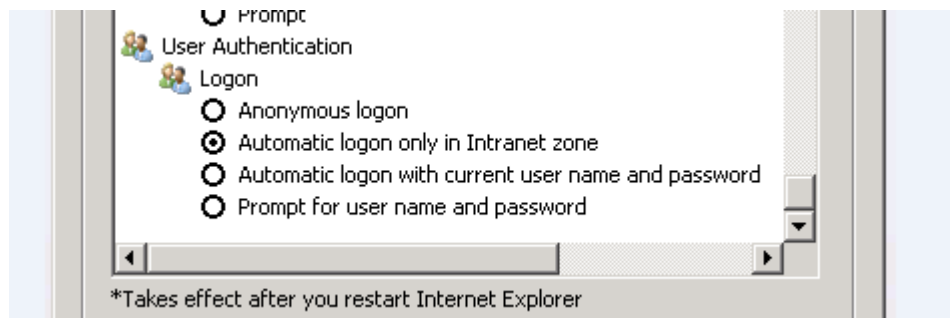 Prompt
User Authentication
Logon
Anonymous logon
Automatic logon only in Intranet zone
Automatic logon with current user name and password
Prompt for user name and password
*Takes effect after you restart Internet Explorer